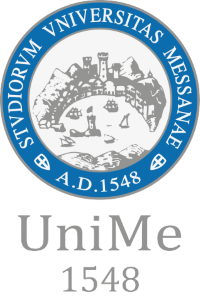 STVDIORVM VNIVERSITAS MESSANAE
A.D.1548
UniMe
1548